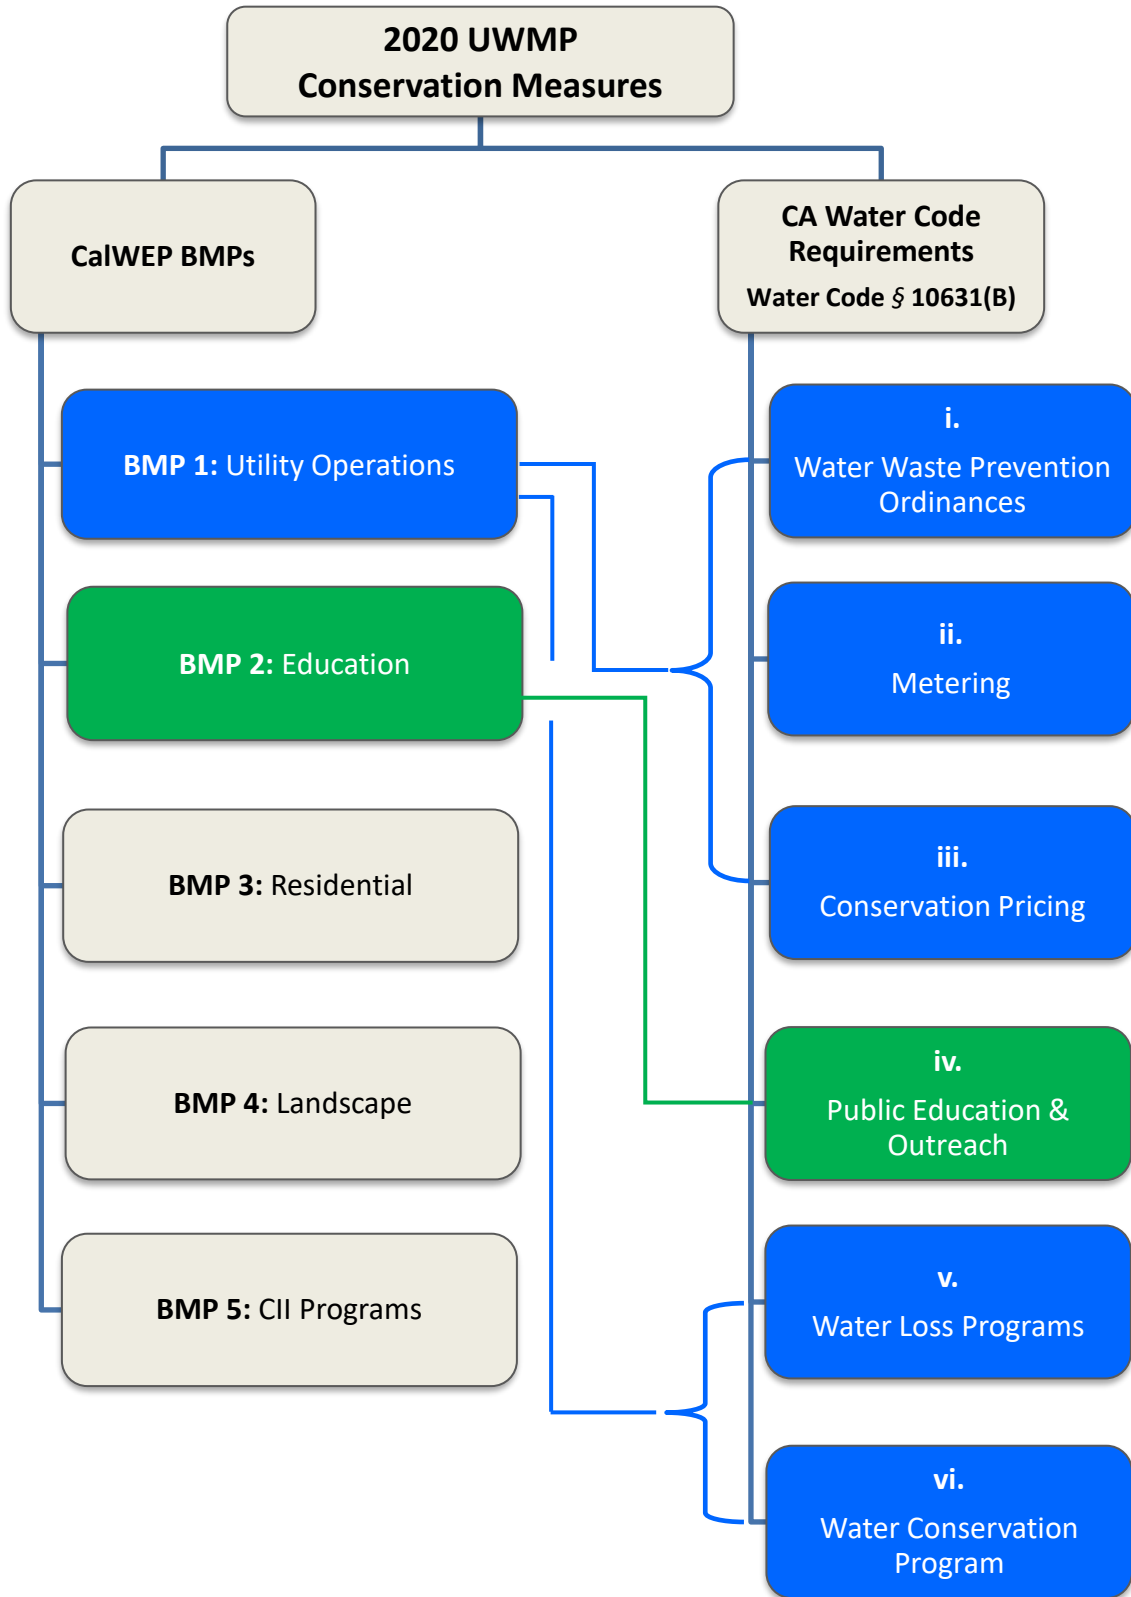 2020 UWMP
Conservation Measures
CalWEP BMPs
BMP 1: Utility Operations
BMP 2: Education
BMP 3: Residential
BMP 4: Landscape
BMP 5: CII Programs
CA Water Code
Requirements
Water Code § 10631(B)
i.
Water Waste Prevention
Ordinances
ii.
Metering
iii.
Conservation Pricing
iv.
Public Education &
Outreach
v.
Water Loss Programs
vi.
Water Conservation
Program